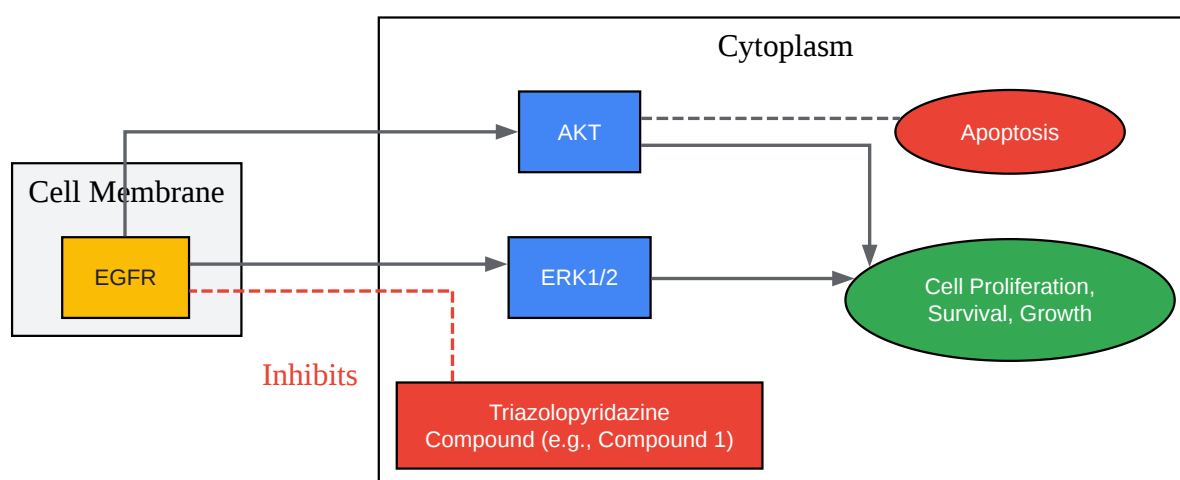 Cytoplasm
AKT
Apoptosis
Cell Membrane
EGFR
ERK1/2
Cell Proliferation,
Survival, Growth
Inhibits
Triazolopyridazine
Compound (e.g., Compound 1)